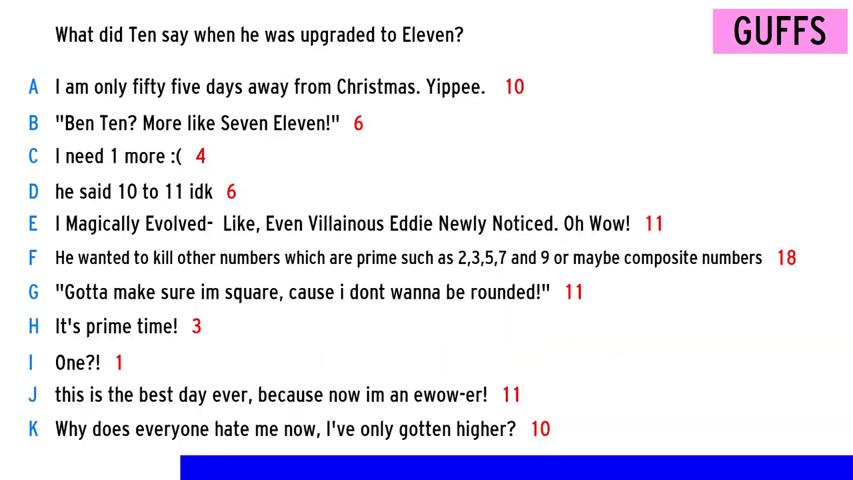 What did Ten say when he was upgraded to Eleven?
GUFFS
A I am only fifty five days away from Christmas. Yippee. 10
B "Ben Ten? More like Seven Eleven!" 6
C I need 1 more :( 4
D he said 10 to 11 idk 6
E I Magically Evolved- Like, Even Villainous Eddie Newly Noticed. Oh Wow! 11
F He wanted to kill other numbers which are prime such as 2,3,5,7 and 9 or maybe composite numbers 18
G "Gotta make sure im square, cause i dont wanna be rounded!" 11
H It's prime time! 3
I One?! 1
J this is the best day ever, because now im an ewow-er! 11
K Why does everyone hate me now, I've only gotten higher? 10